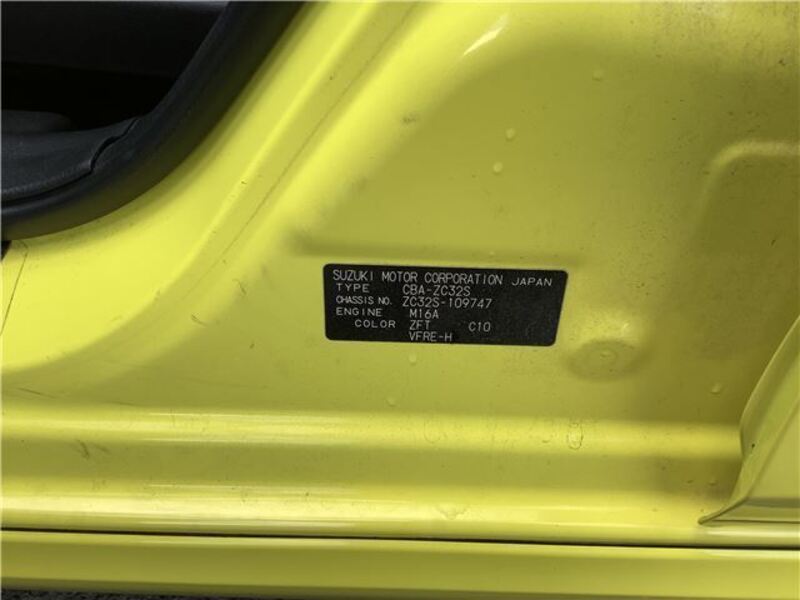 SUZUKI MOTOR CORPORATION JAPAN
TYPE CBA-ZC32S
CHASSIS NO. ZC32S-109747
ENGINE M16A
COLOR ZFT C10
VFRE-H